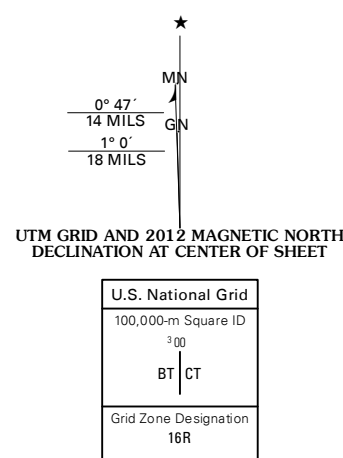 ★
MN
0° 47´
14 MILS
GN
1° 0´
18 MILS
UTM GRID AND 2012 MAGNETIC NORTH
DECLINATION AT CENTER OF SHEET
U.S. National Grid
100,000-m Square ID
³00
BT CT
Grid Zone Designation
16R